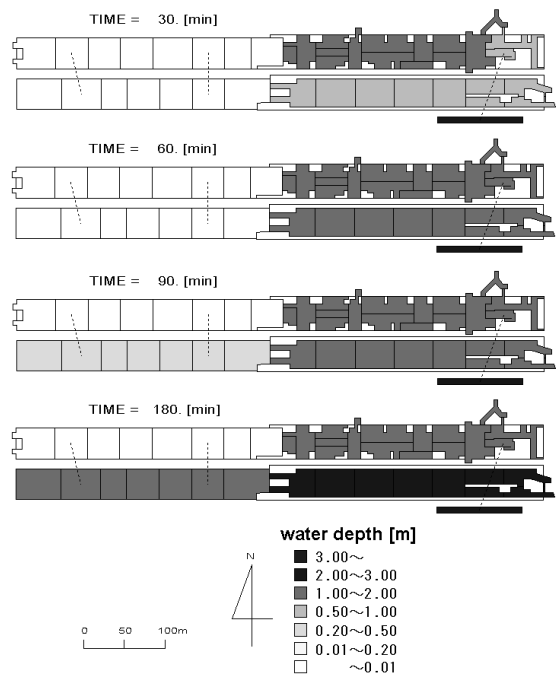 TIME = 30. [min]
TIME = 60. [min]
TIME = 90. [min]
TIME = 180. [min]
water depth [m]
N
3.00～
2.00～3.00
1.00～2.00
0.50～1.00
0.20～0.50
0.01～0.20
～0.01
0 50 100m